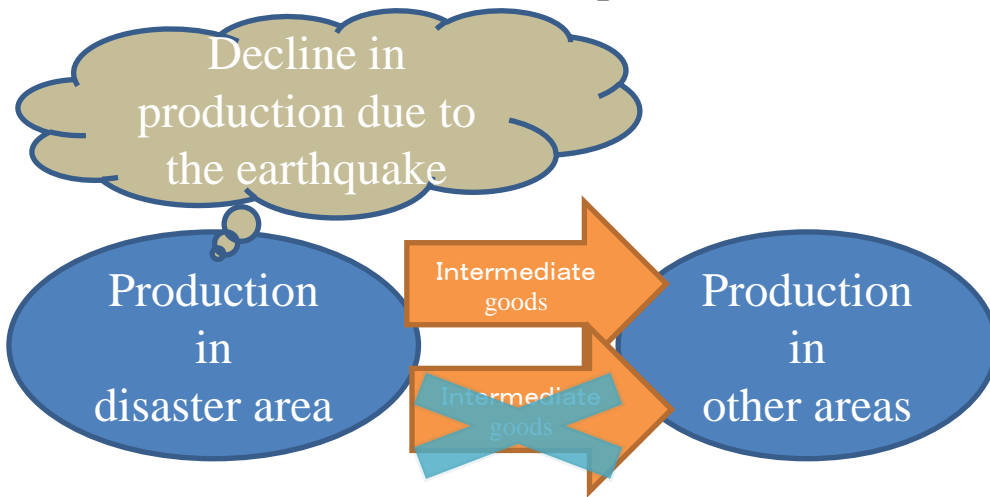 Decline in
production due to
the earthquake
Production
in
disaster area
Intermediate
goods
Intermediate
goods
Production
in
other areas